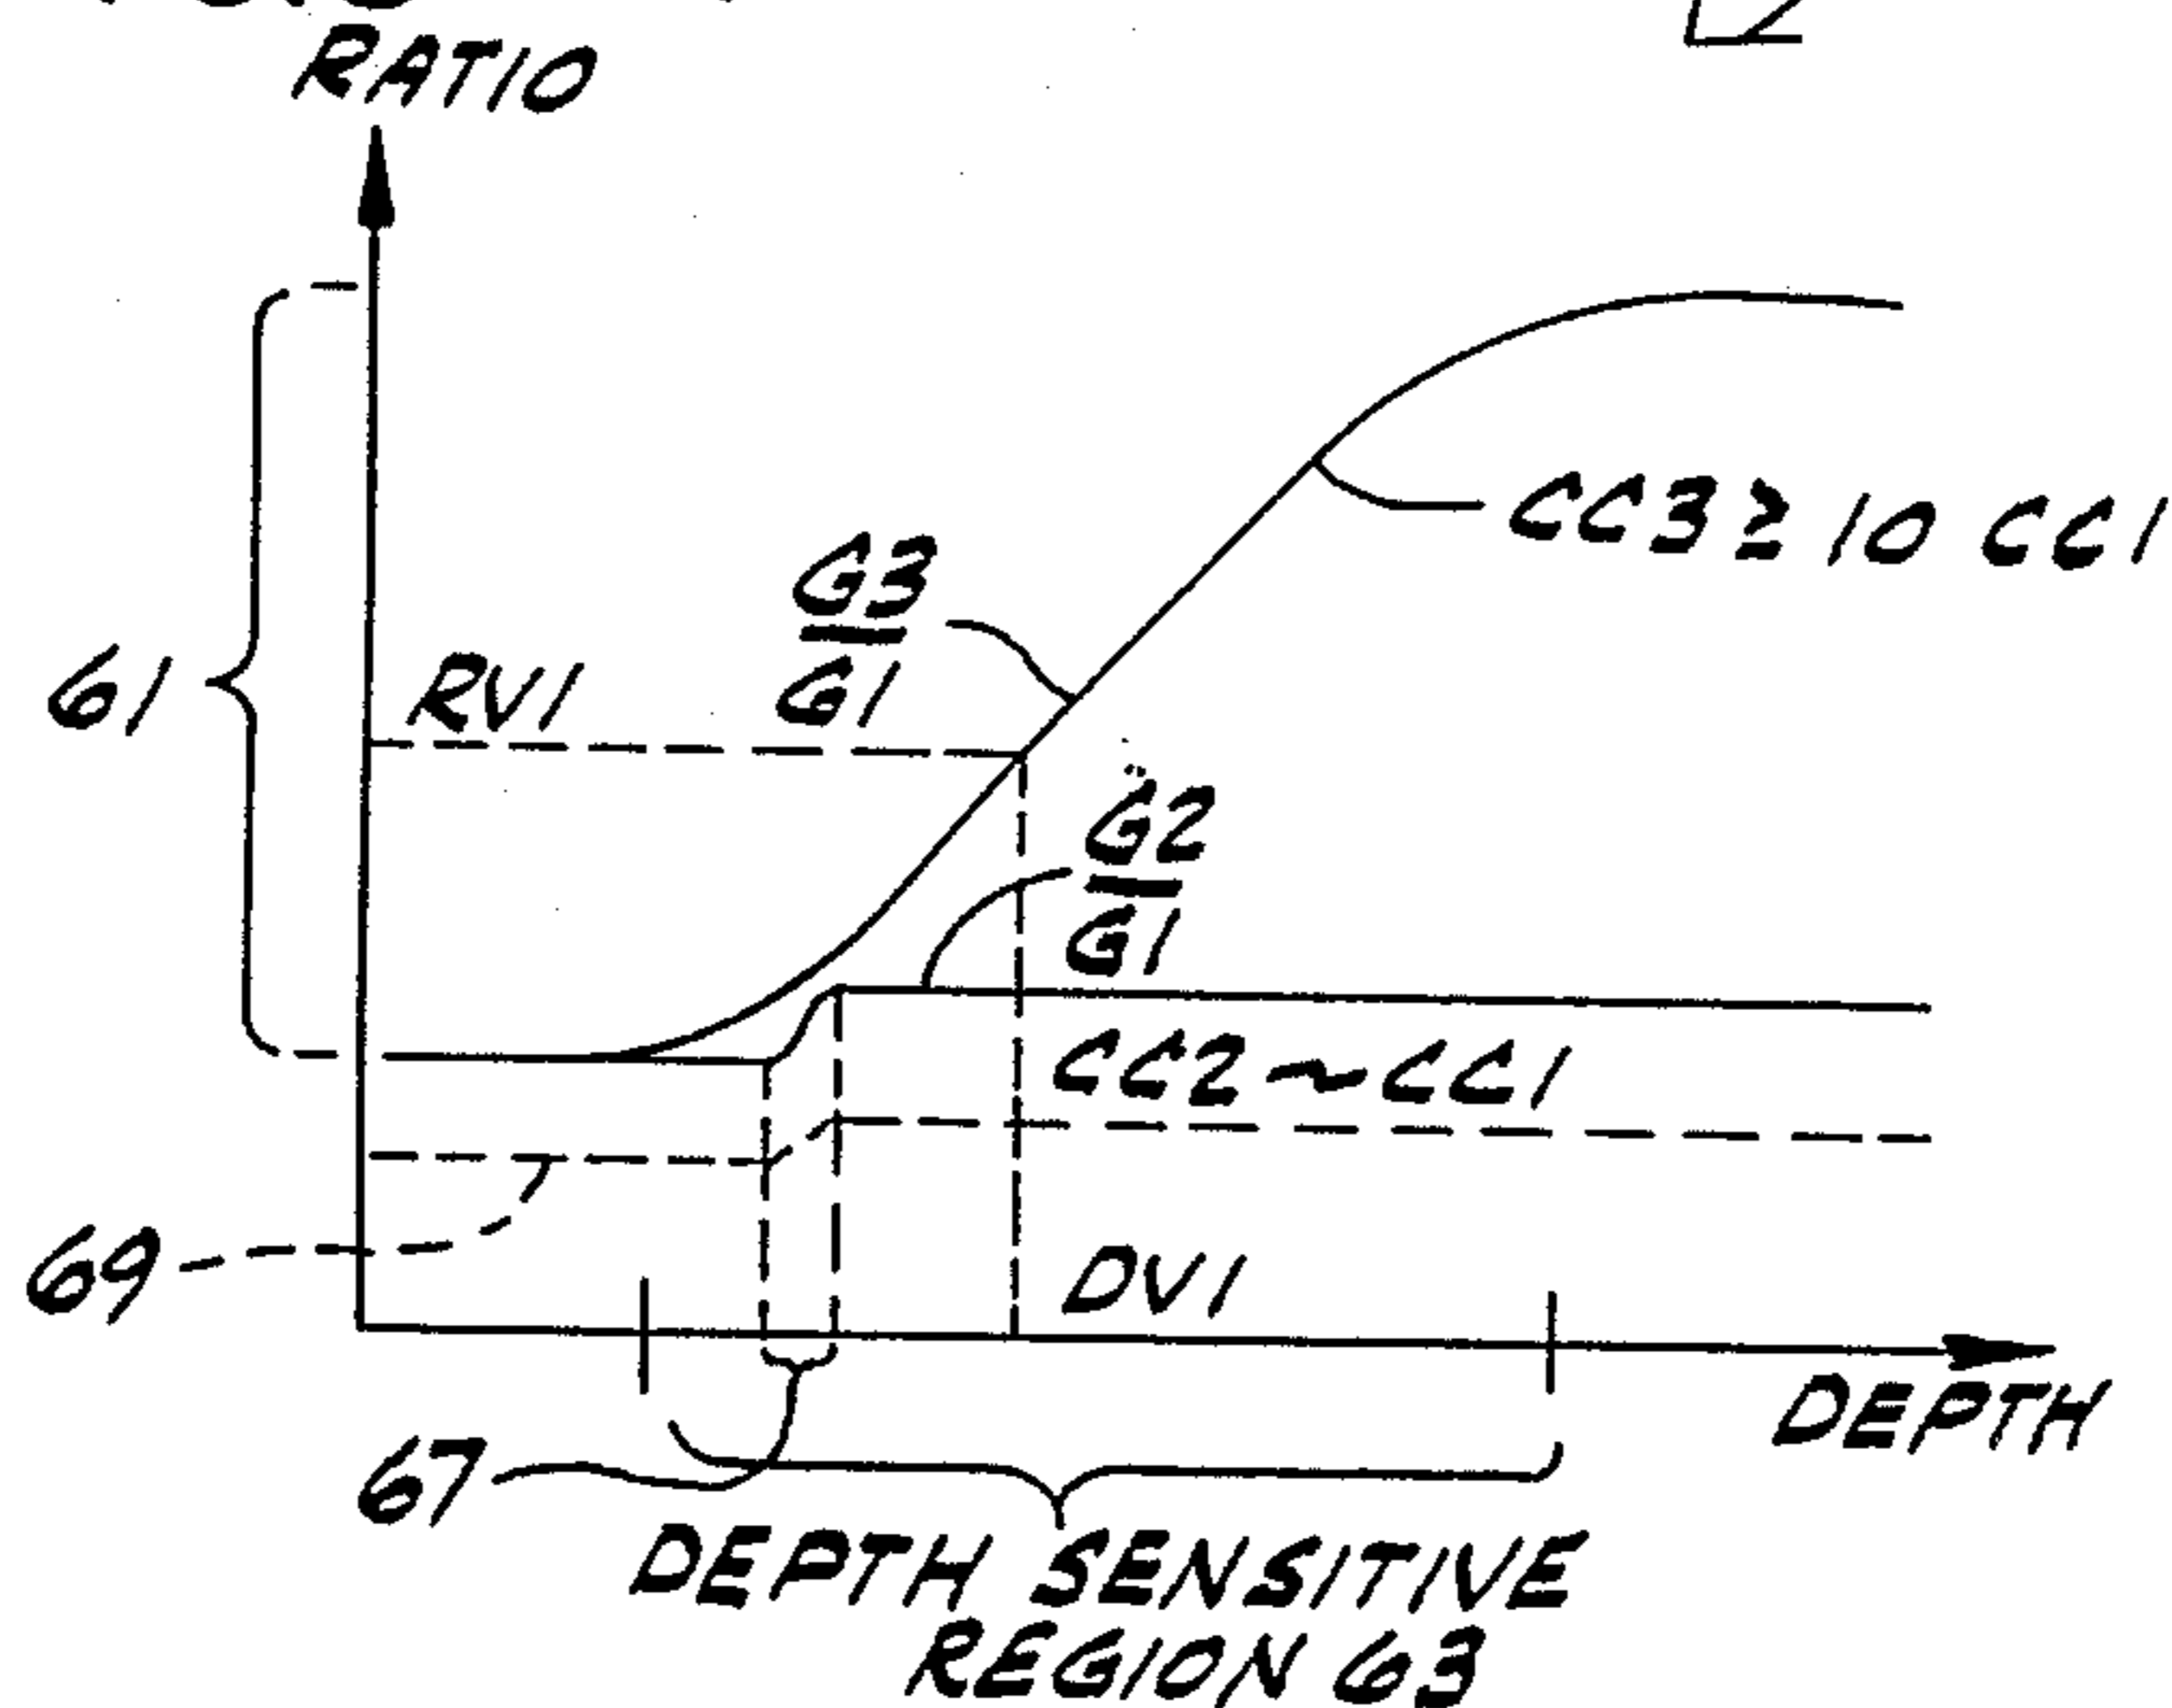 RATIO
CC3 ≥ 10 CC1
G3
G1
61
RV1
G2
G1
CC2~CC1
69
DV1
DEPTH
67
DEPTH SENSITIVE
REGION 63